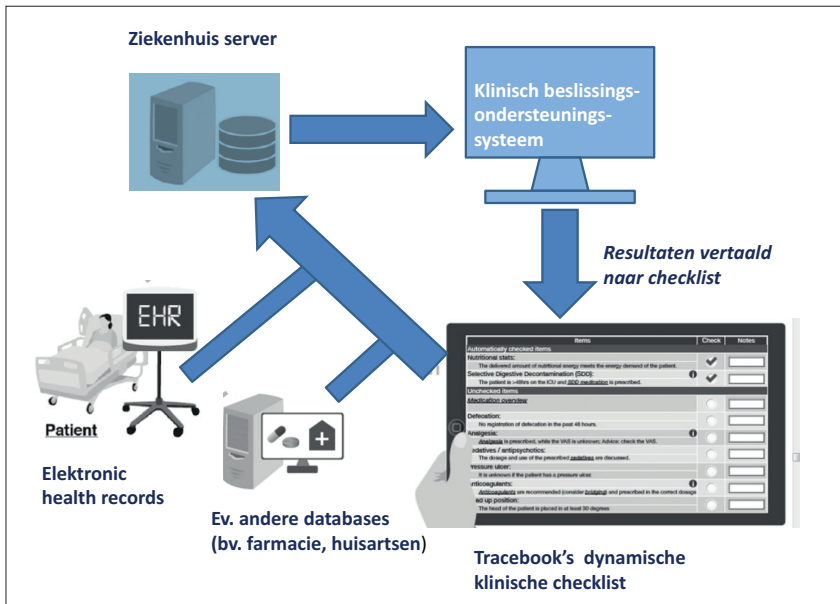 Ziekenhuis server
Klinisch beslissings-
ondersteunings-
systeem
Resultaten vertaald
naar checklist
EHR
Patient
Elektronic
health records
Ev. andere databases
(bv. farmacie, huisartsen)
Items Check Notes
Automatically checked items
Nutritional stats:
The delivered amount of nutritional energy meets the energy demand of the patient.
Selective Digestive Decontamination (SDD):
The patient is >48hrs on the ICU and SDD medication is prescribed.
Unchecked items
Medication overview
Defecation:
No registration of defecation in the past 48 hours.
Analgesia:
Analgesia is prescribed, while the VAS is unknown; Advice: check the VAS.
/ antipsychotics:
The dosage and use of the prescribed sedatives are discussed.
ressure ulcer:
It is unknown if the patient has a pressure ulcer.
nticoagulents:
Anticoagulents are recommended (consider bridging) and prescribed in the correct dosage
ed up position:
The head of the patient is placed in at least 30 degrees
Tracebook's dynamische
klinische checklist